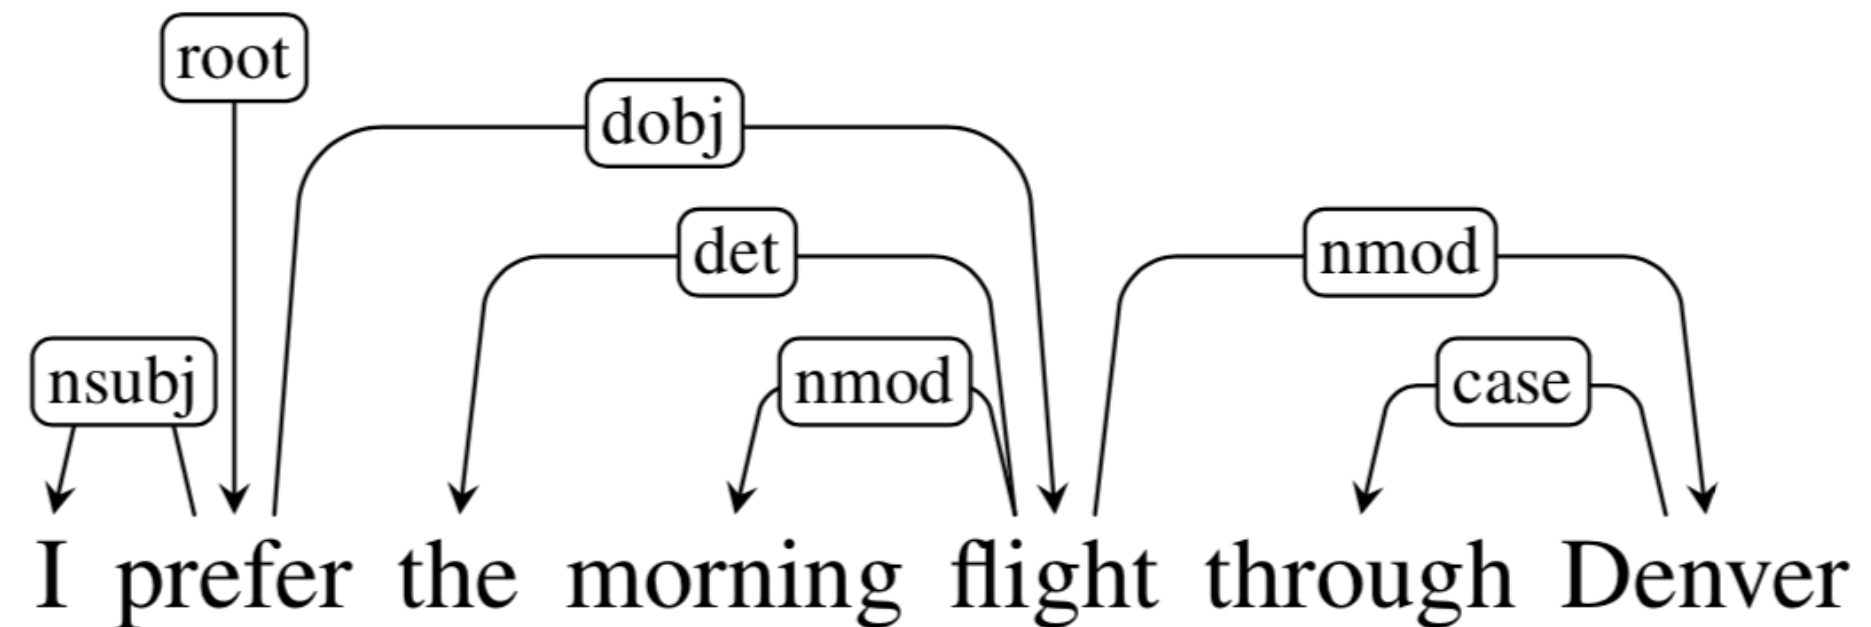 root
dobj
det nmod
nsubj nmod case
I prefer the morning flight through Denver